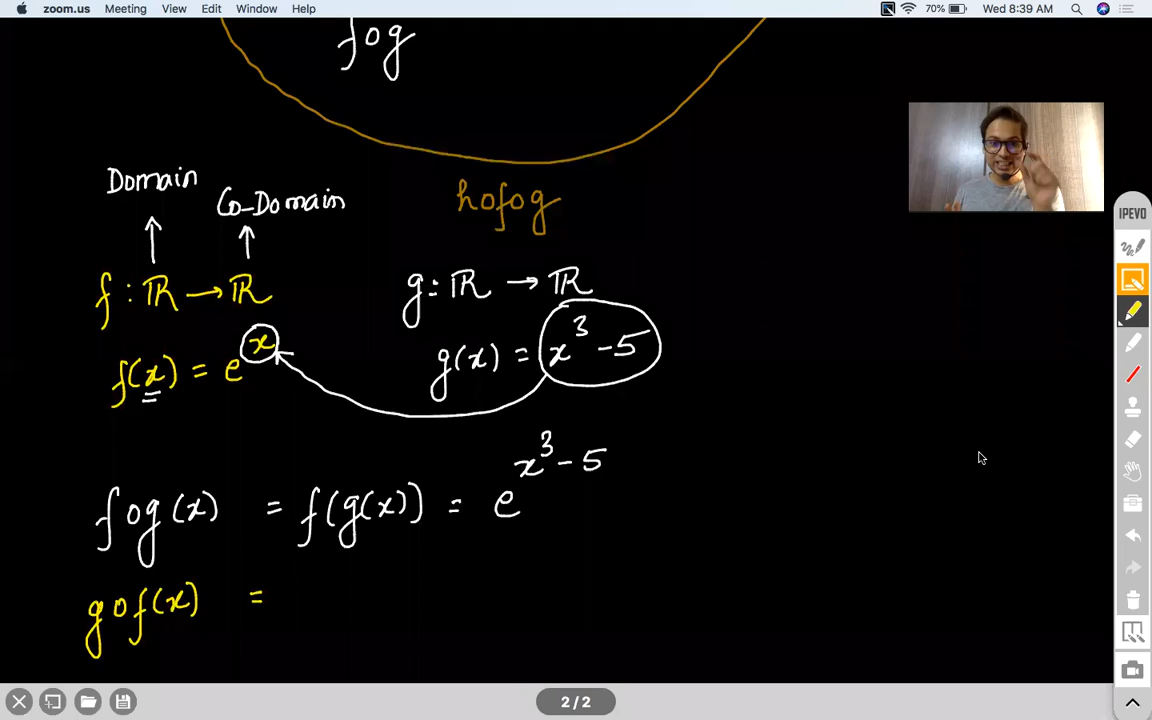 zoom.us Meeting View Edit Window Help 70% Wed 8:39 AM
fog
IPEVO
Domain
Co-Domain
hofog
f : ℝ → ℝ
g : ℝ → ℝ
f(x) = e^x
g(x) = x³ - 5
fog(x) = f(g(x)) = e^(x³ - 5)
gof(x) =
2/2